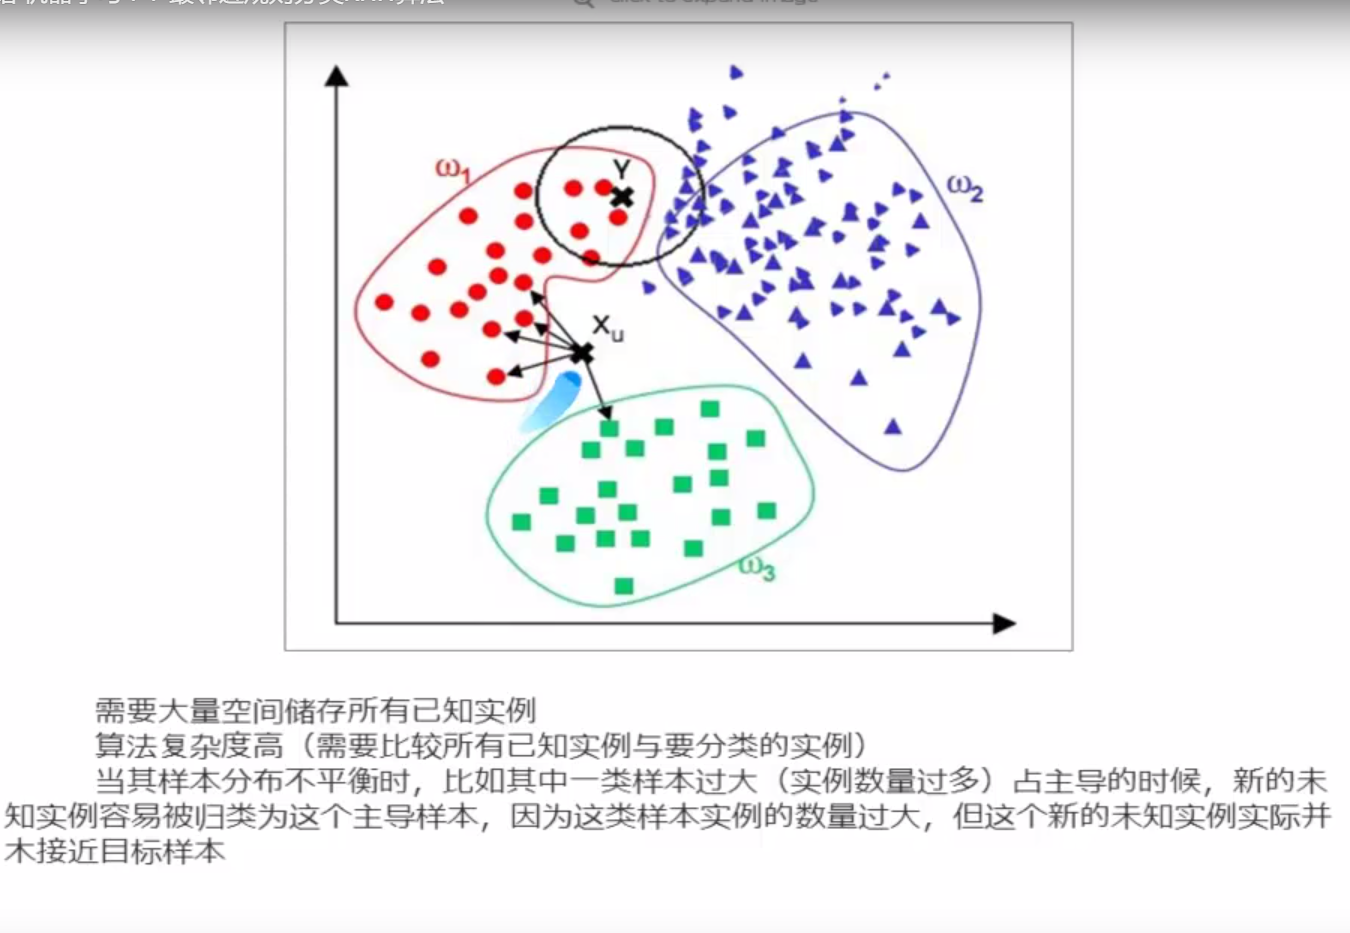 ω1
Y
ω2
Xu
ω3
需要大量空间储存所有已知实例
算法复杂度高（需要比较所有已知实例与要分类的实例）
当其样本分布不平衡时，比如其中一类样本过大（实例数量过多）占主导的时候，新的未
知实例容易被归类为这个主导样本，因为这类样本实例的数量过大，但这个新的未知实例实际并
木接近目标样本